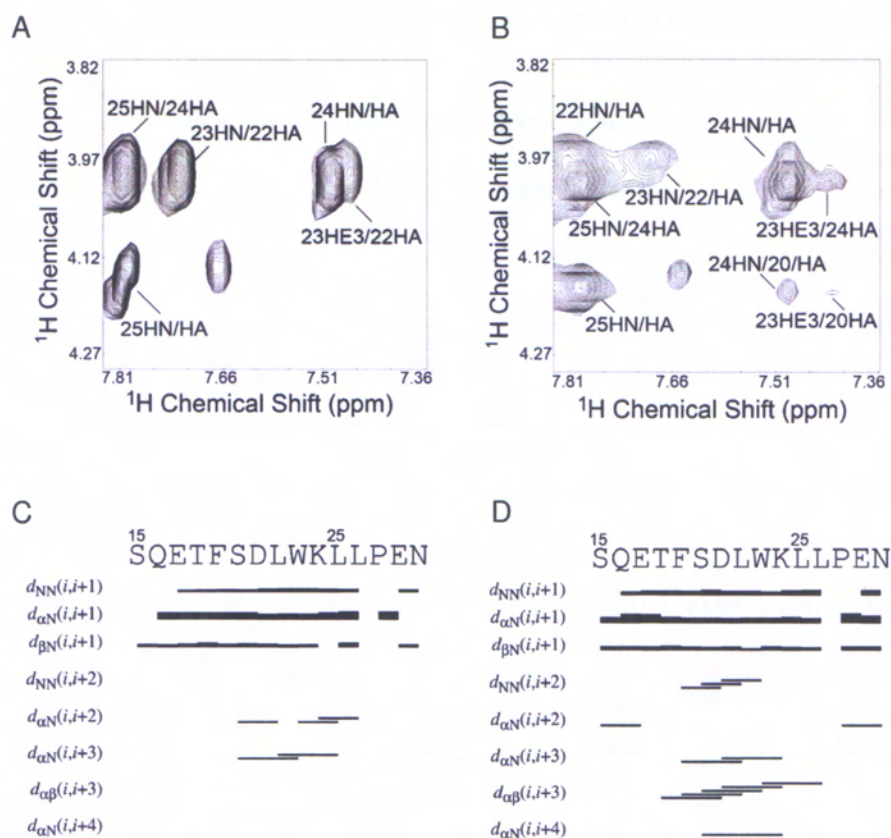 A
3.82
3.97
4.12
4.27
¹H Chemical Shift (ppm)
25HN/24HA
23HN/22HA
24HN/HA
23HE3/22HA
25HN/HA
7.81
7.66
7.51
7.36
¹H Chemical Shift (ppm)
B
3.82
3.97
4.12
4.27
¹H Chemical Shift (ppm)
22HN/HA
24HN/HA
23HN/22/HA
25HN/24HA
23HE3/24HA
24HN/20/HA
25HN/HA
23HE3/20HA
7.81
7.66
7.51
7.36
¹H Chemical Shift (ppm)
C
15
25
SQETFSDLWKLLPEN
dNN(i,i+1)
dαN(i,i+1)
dβN(i,i+1)
dNN(i,i+2)
dαN(i,i+2)
dαN(i,i+3)
dαβ(i,i+3)
dαN(i,i+4)
D
15
25
SQETFSDLWKLLPEN
dNN(i,i+1)
dαN(i,i+1)
dβN(i,i+1)
dNN(i,i+2)
dαN(i,i+2)
dαN(i,i+3)
dαβ(i,i+3)
dαN(i,i+4)